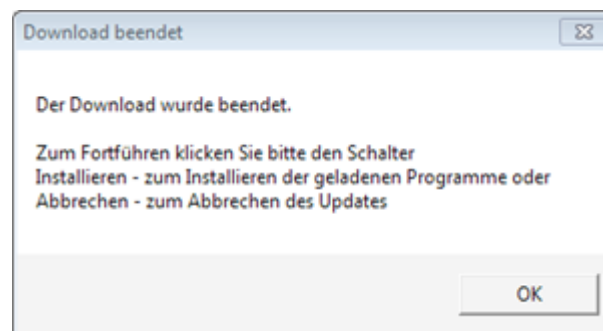 Download beendet
Der Download wurde beendet.
Zum Fortführen klicken Sie bitte den Schalter
Installieren - zum Installieren der geladenen Programme oder
Abbrechen - zum Abbrechen des Updates
OK